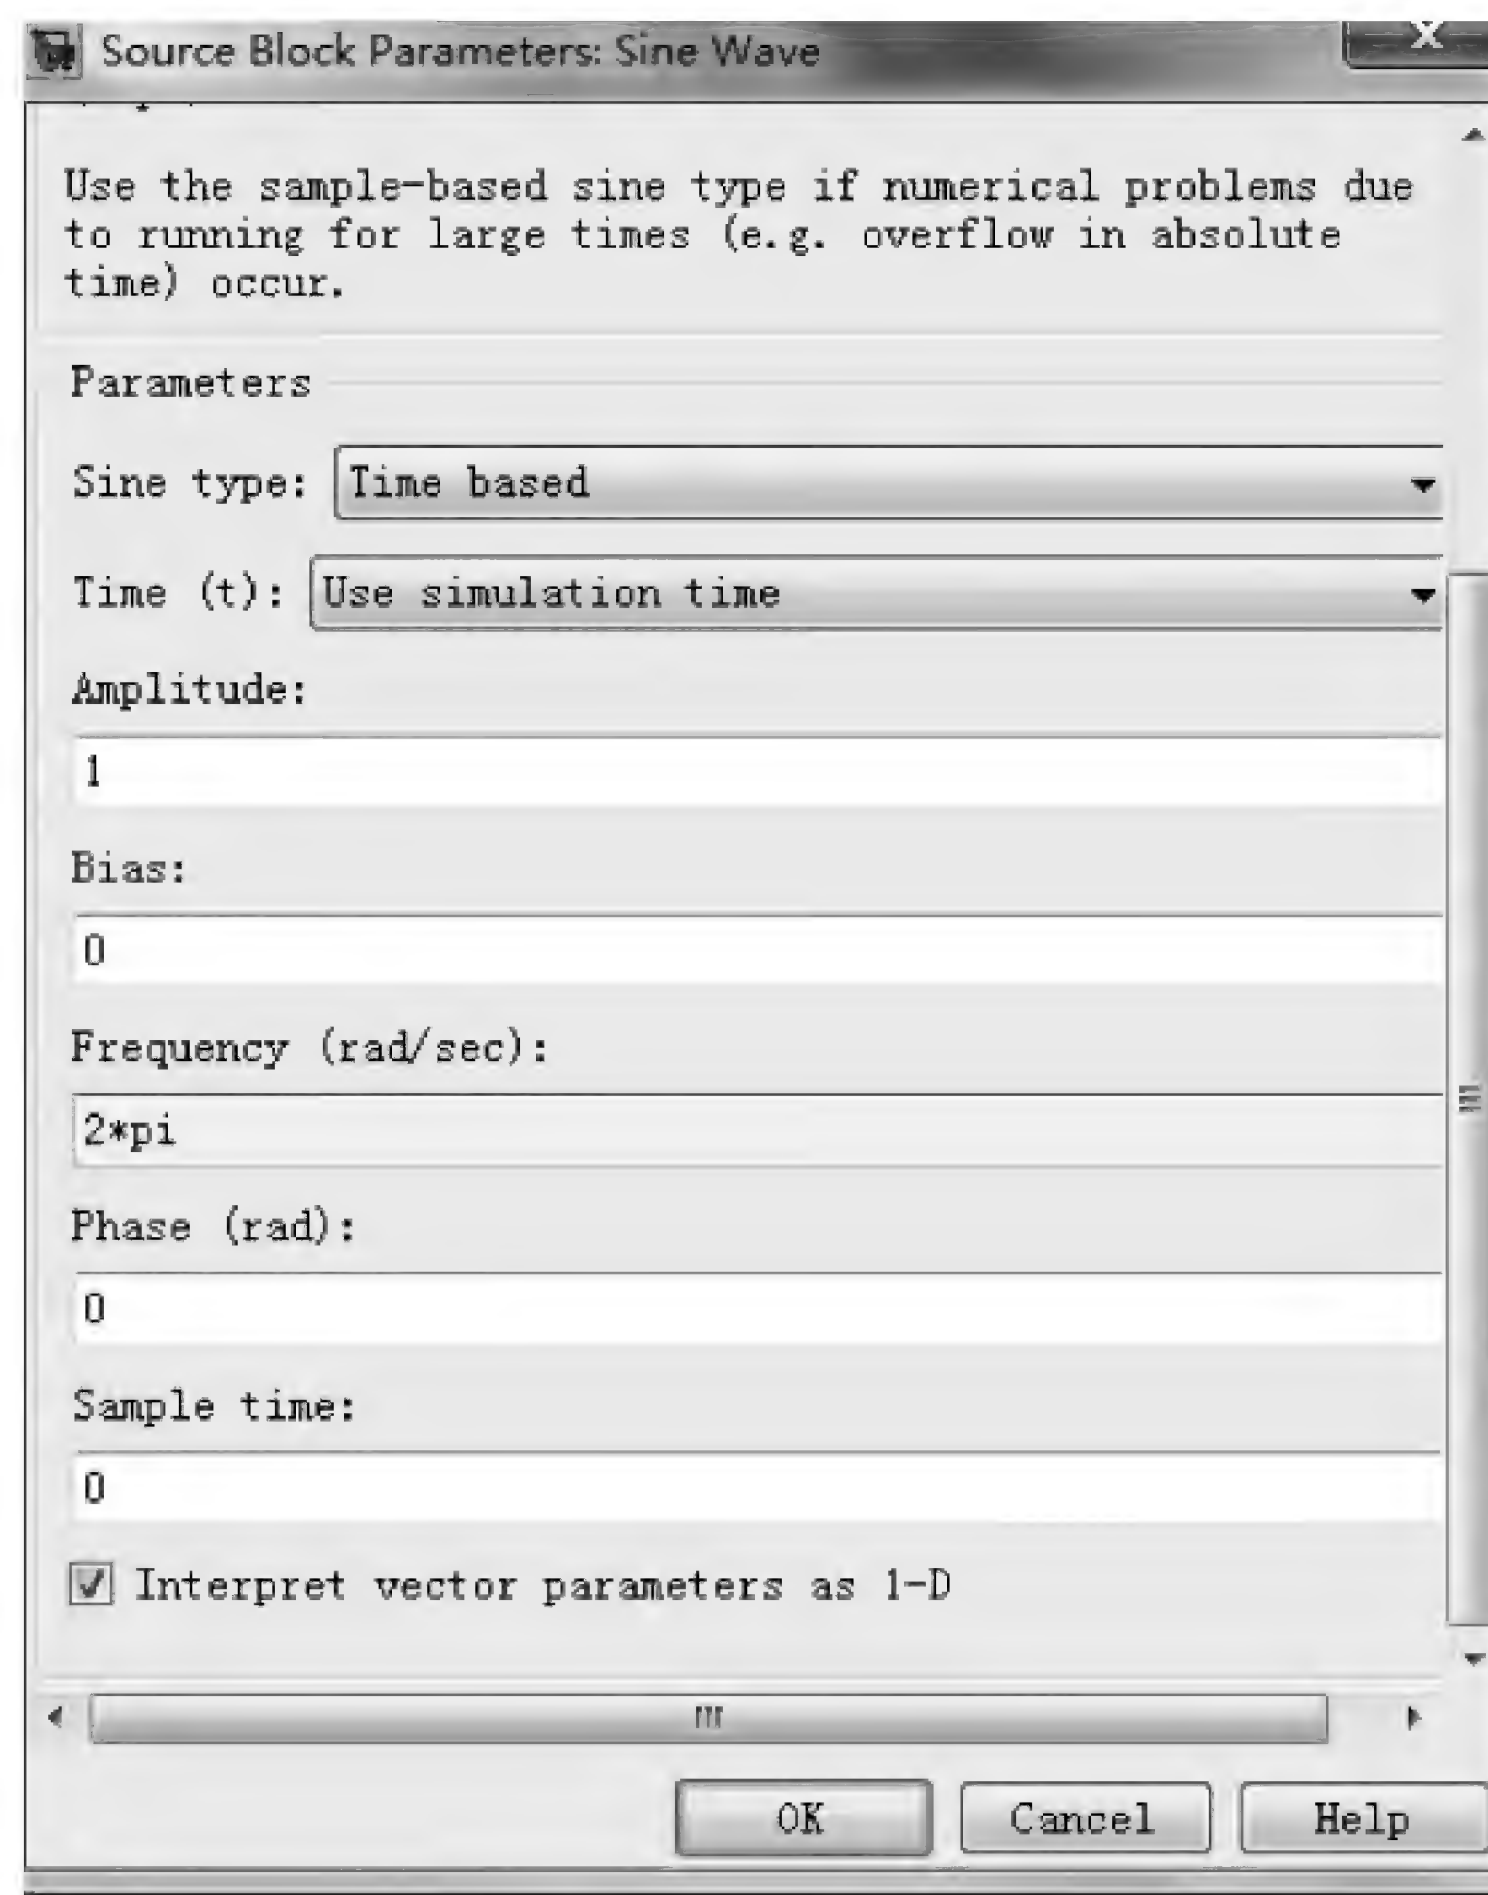 Source Block Parameters: Sine Wave
Use the sample-based sine type if numerical problems due
to running for large times (e.g. overflow in absolute
time) occur.
Parameters
Sine type: Time based
Time (t): Use simulation time
Amplitude:
1
Bias:
0
Frequency (rad/sec):
2*pi
Phase (rad):
0
Sample time:
0
Interpret vector parameters as 1-D
OK Cancel Help